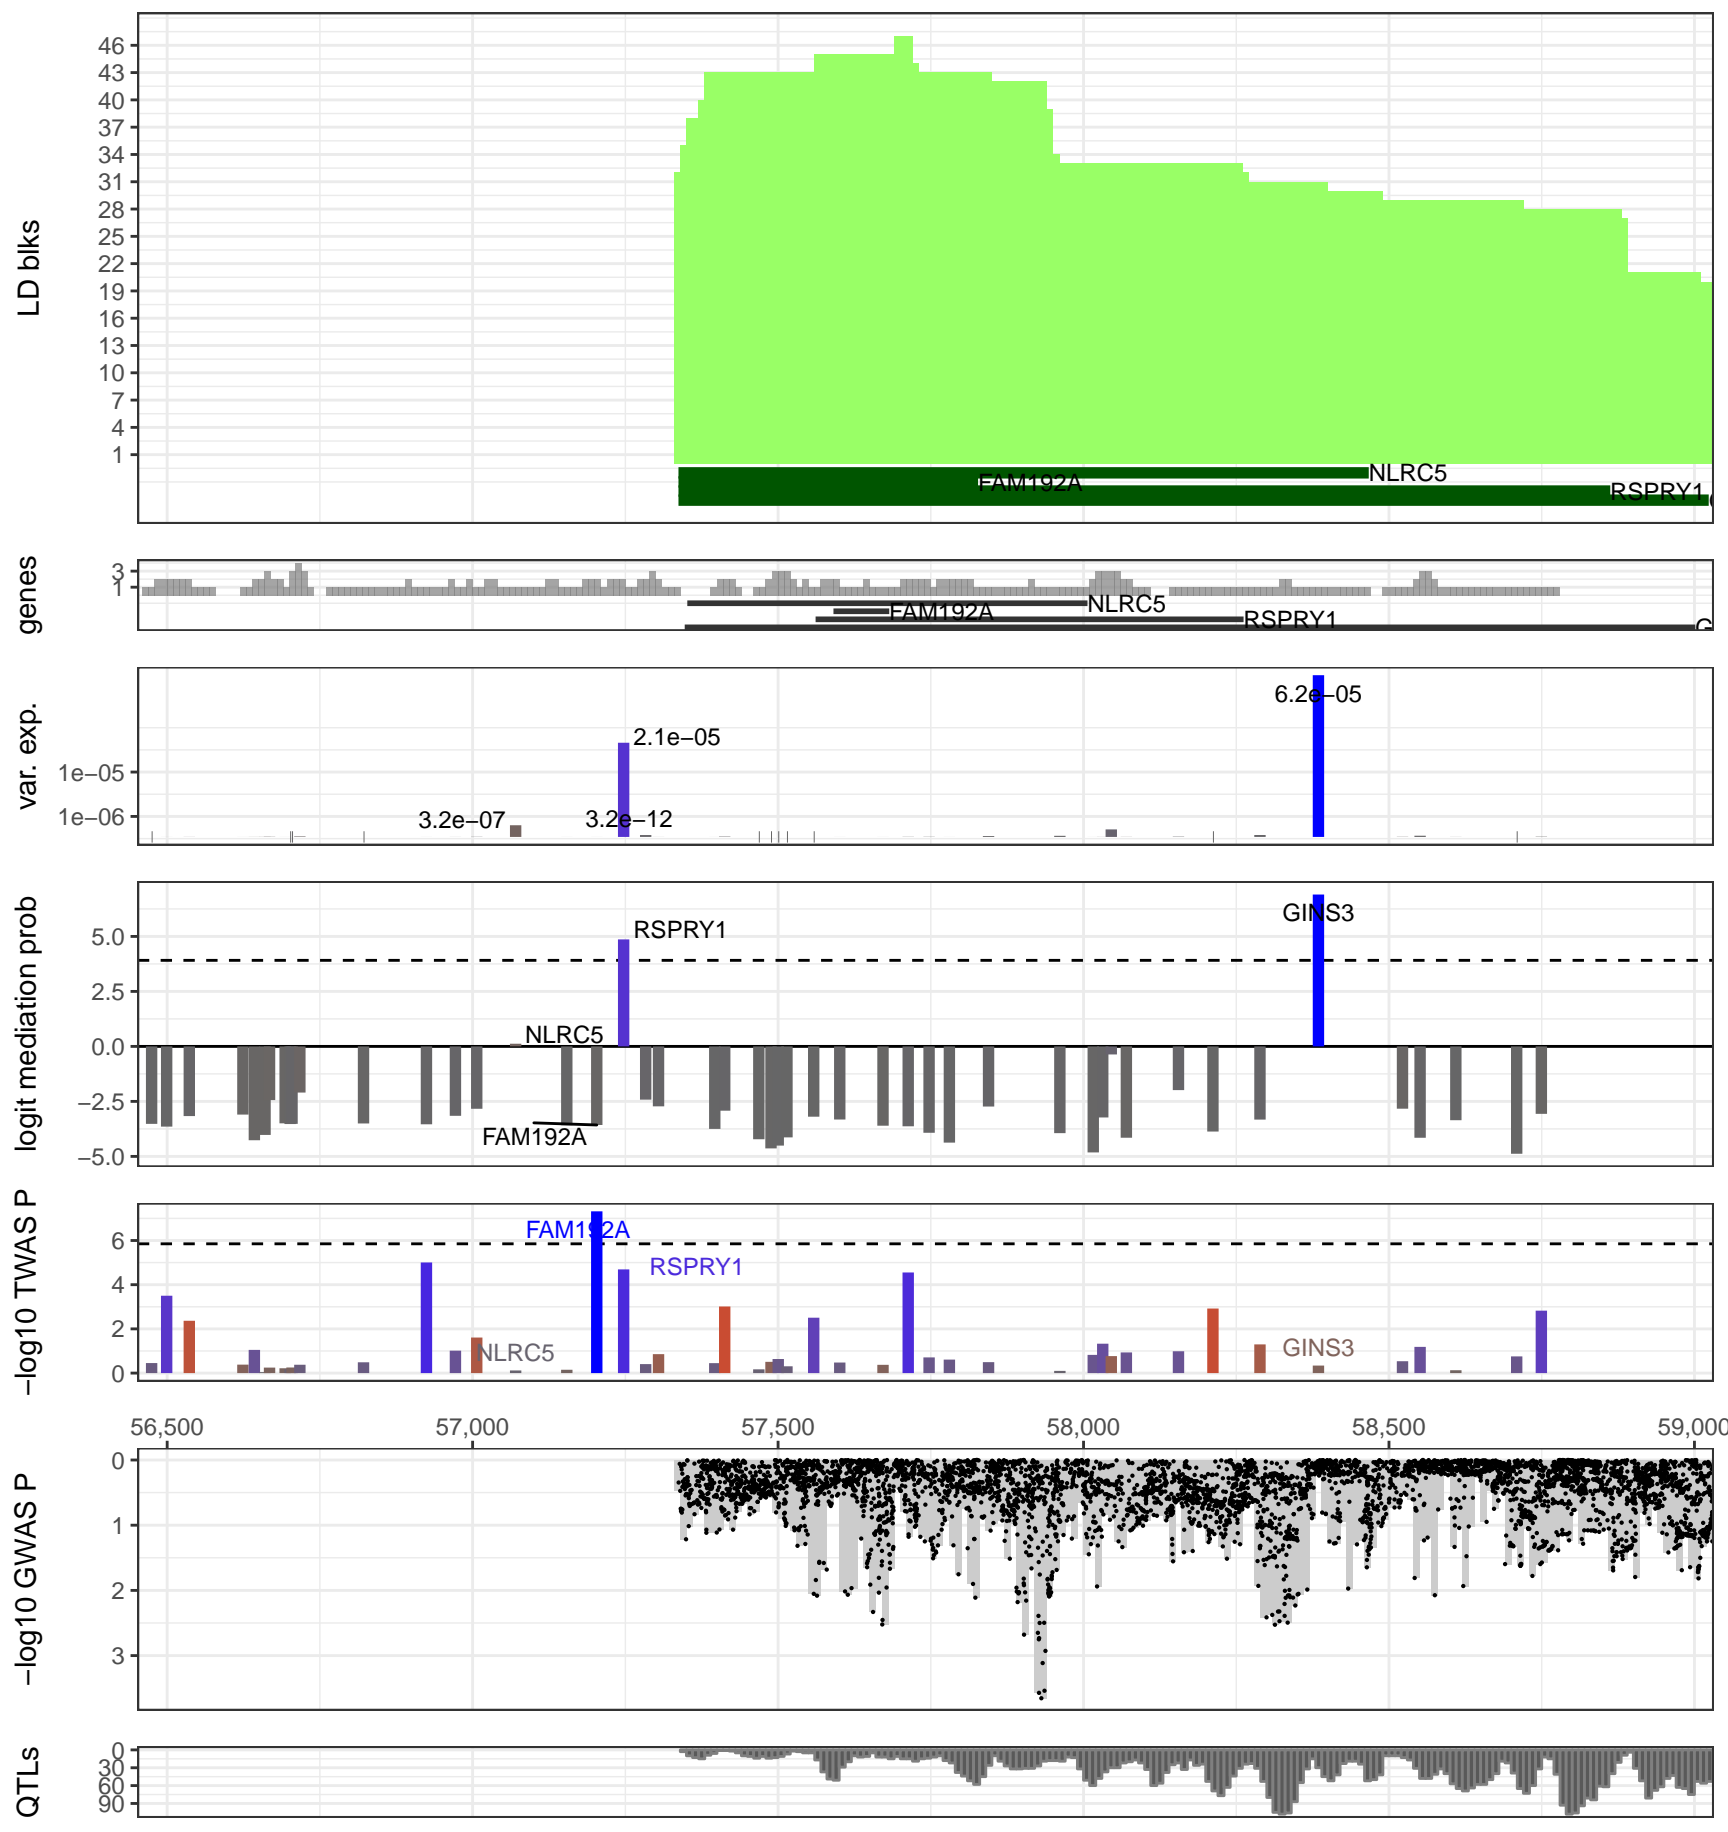 LD blks
46
43
40
37
34
31
28
25
22
19
16
13
10
7
4
1
NLRC5
FAM192A
RSPRY1
genes
3
1
NLRC5
FAM192A
RSPRY1
var. exp.
1e−05
1e−06
6.2e−05
2.1e−05
3.2e−07
3.2e−12
logit mediation prob
5.0
2.5
0.0
−2.5
−5.0
GINS3
RSPRY1
NLRC5
FAM192A
−log10 TWAS P
6
4
2
0
FAM192A
RSPRY1
NLRC5
GINS3
56,500
57,000
57,500
58,000
58,500
59,000
−log10 GWAS P
0
1
2
3
QTLs
0
30
60
90